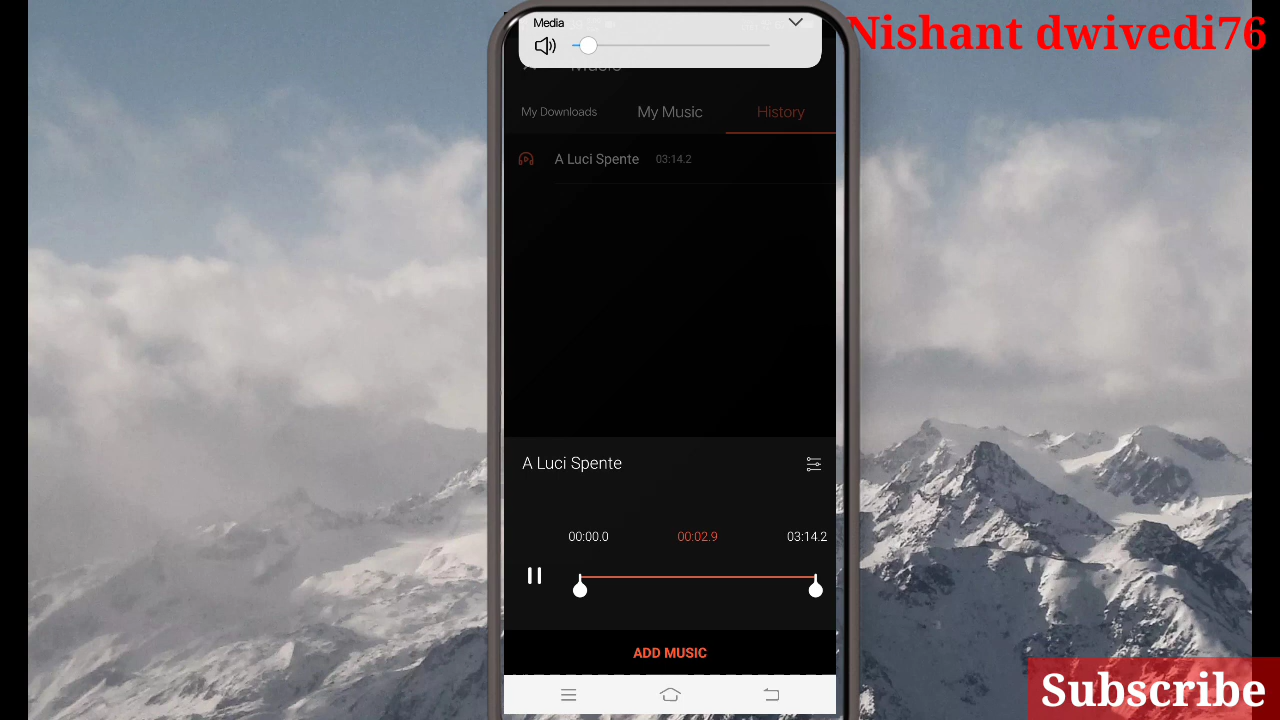 Media
Nishant dwivedi76
Music
My Downloads
My Music
History
A Luci Spente 03:14.2
A Luci Spente
00:00.0 00:02.9 03:14.2
ADD MUSIC
Subscribe